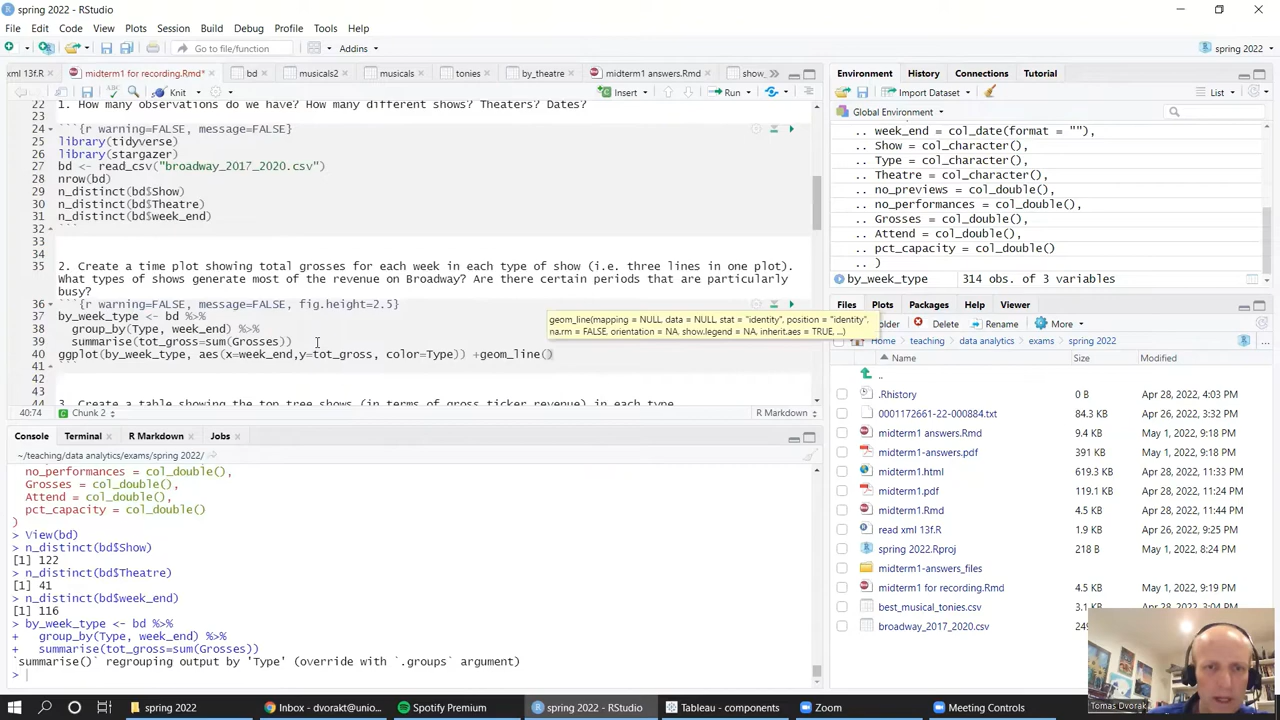 spring 2022 - RStudio
File Edit Code View Plots Session Build Debug Profile Tools Help
Go to file/function Addins spring 2022
xml 13f.R midterm1 for recording.Rmd* bd musicals2 musicals tonies by_theatre midterm1 answers.Rmd show_
Knit Insert Run
22 1. How many observations do we have? How many different shows? Theaters? Dates?
23
24 ```{r warning=FALSE, message=FALSE}
25 library(tidyverse)
26 library(stargazer)
27 bd <- read_csv("broadway_2017_2020.csv")
28 nrow(bd)
29 n_distinct(bd$Show)
30 n_distinct(bd$Theatre)
31 n_distinct(bd$week_end)
32 ```
33
34
35 2. Create a time plot showing total grosses for each week in each type of show (i.e. three lines in one plot).
What types of shows generate most of the revenue on Broadway? Are there certain periods that are particularly
busy?
36 ```{r warning=FALSE, message=FALSE, fig.height=2.5}
37 by_week_type <- bd %>%
38 group_by(Type, week_end) %>%
39 summarise(tot_gross=sum(Grosses))
40 ggplot(by_week_type, aes(x=week_end,y=tot_gross, color=Type)) +geom_line()
41 ```
42
43
44 3. Create a table showing the top tree shows (in terms of gross ticker revenue) in each type
geom_line(mapping = NULL, data = NULL, stat = "identity", position = "identity",
na.rm = FALSE, orientation = NA, show.legend = NA, inherit.aes = TRUE, ...)
40:74 Chunk 2 R Markdown
Console Terminal R Markdown Jobs
~/teaching/data analytics/exams/spring 2022/
no_performances = col_double(),
Grosses = col_double(),
Attend = col_double(),
pct_capacity = col_double()
)
> View(bd)
> n_distinct(bd$Show)
[1] 122
> n_distinct(bd$Theatre)
[1] 41
> n_distinct(bd$week_end)
[1] 116
> by_week_type <- bd %>%
+ group_by(Type, week_end) %>%
+ summarise(tot_gross=sum(Grosses))
`summarise()` regrouping output by 'Type' (override with `.groups` argument)
>
Environment History Connections Tutorial
Import Dataset List
Global Environment
.. week_end = col_date(format = ""),
.. Show = col_character(),
.. Type = col_character(),
.. Theatre = col_character(),
.. no_previews = col_double(),
.. no_performances = col_double(),
.. Grosses = col_double(),
.. Attend = col_double(),
.. pct_capacity = col_double()
.. )
by_week_type 314 obs. of 3 variables
Files Plots Packages Help Viewer
older Delete Rename More
Home teaching data analytics exams spring 2022
Name Size Modified
..
.Rhistory 0 B Apr 28, 2022, 4:03 PM
0001172661-22-000884.txt 84.3 KB Apr 26, 2022, 3:32 PM
midterm1 answers.Rmd 9.4 KB May 1, 2022, 9:18 PM
midterm1-answers.pdf 391 KB May 1, 2022, 9:18 PM
midterm1.html 619.3 KB Apr 28, 2022, 11:33 PM
midterm1.pdf 119.1 KB Apr 28, 2022, 11:24 PM
midterm1.Rmd 4.5 KB Apr 28, 2022, 11:44 PM
read xml 13f.R 1.9 KB Apr 26, 2022, 9:25 PM
spring 2022.Rproj 218 B May 1, 2022, 8:24 PM
midterm1-answers_files
midterm1 for recording.Rmd 4.5 KB May 1, 2022, 9:19 PM
best_musical_tonies.csv 3.1 K 3:04 PM
broadway_2017_2020.csv 249
Tomas Dvorak
spring 2022 Inbox - dvorakt@unio... Spotify Premium spring 2022 - RStudio Tableau - components Zoom Meeting Controls